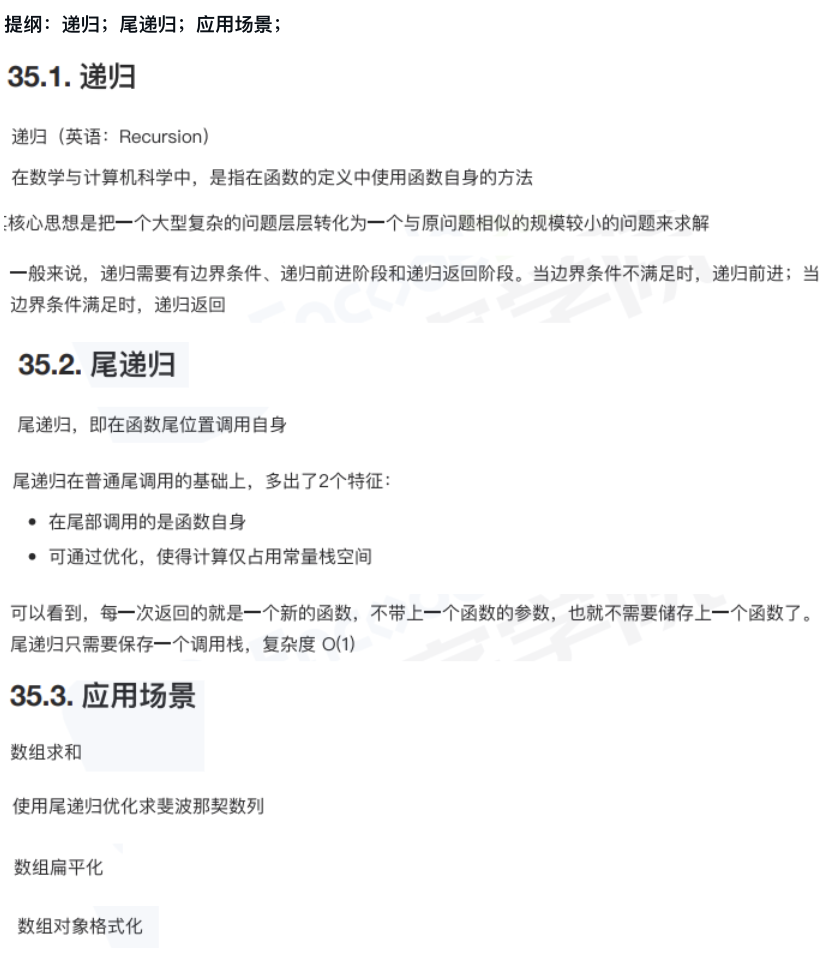 提纲：递归；尾递归；应用场景；
35.1. 递归
递归（英语：Recursion）
在数学与计算机科学中，是指在函数的定义中使用函数自身的方法
核心思想是把一个大型复杂的问题层层转化为一个与原问题相似的规模较小的问题来求解
一般来说，递归需要有边界条件、递归前进阶段和递归返回阶段。当边界条件不满足时，递归前进；当
边界条件满足时，递归返回
35.2. 尾递归
尾递归，即在函数尾位置调用自身
尾递归在普通尾调用的基础上，多出了2个特征：
• 在尾部调用的是函数自身
• 可通过优化，使得计算仅占用常量栈空间
可以看到，每一次返回的就是一个新的函数，不带上一个函数的参数，也就不需要储存上一个函数了。
尾递归只需要保存一个调用栈，复杂度 O(1)
35.3. 应用场景
数组求和
使用尾递归优化求斐波那契数列
数组扁平化
数组对象格式化